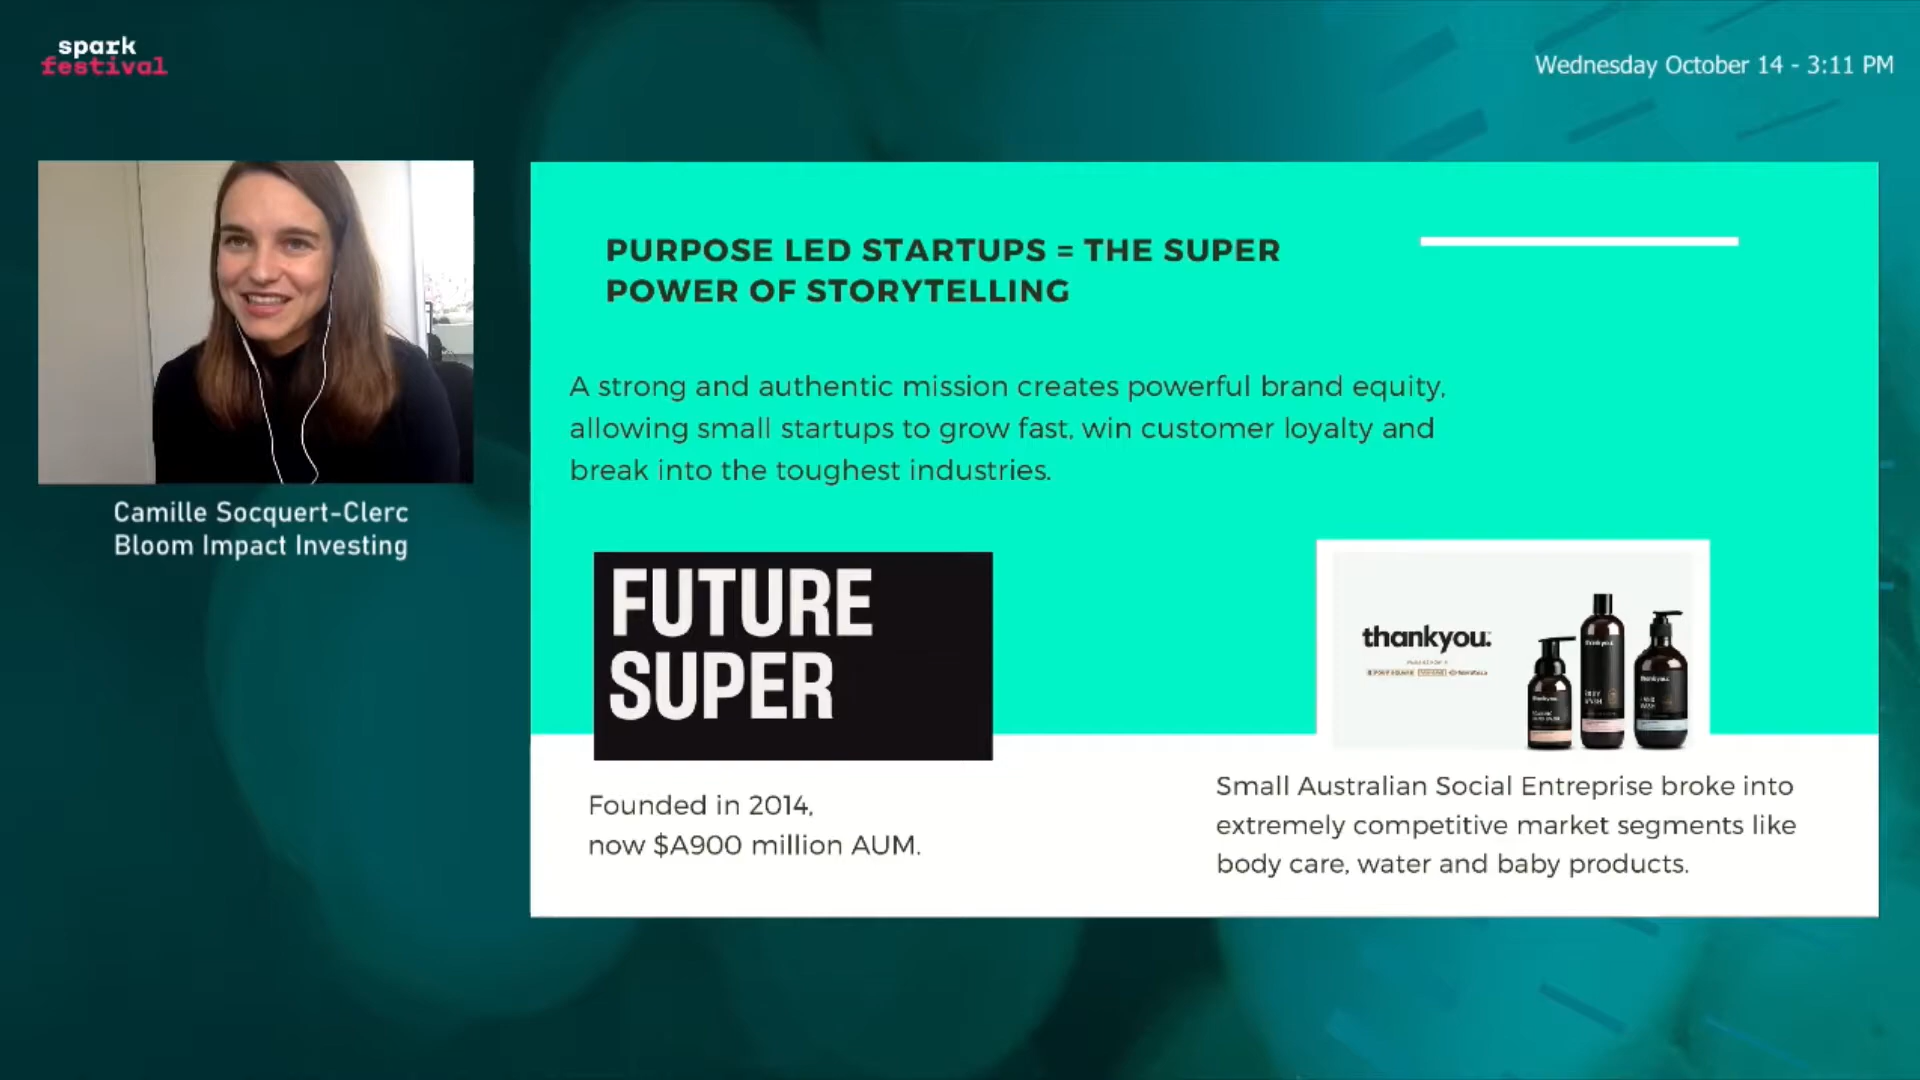 spark
festival
Wednesday October 14 - 3:11 PM
Camille Socquert-Clerc
Bloom Impact Investing
PURPOSE LED STARTUPS = THE SUPER
POWER OF STORYTELLING
A strong and authentic mission creates powerful brand equity,
allowing small startups to grow fast, win customer loyalty and
break into the toughest industries.
FUTURE
SUPER
thankyou.
Founded in 2014,
now $A900 million AUM.
Small Australian Social Entreprise broke into
extremely competitive market segments like
body care, water and baby products.